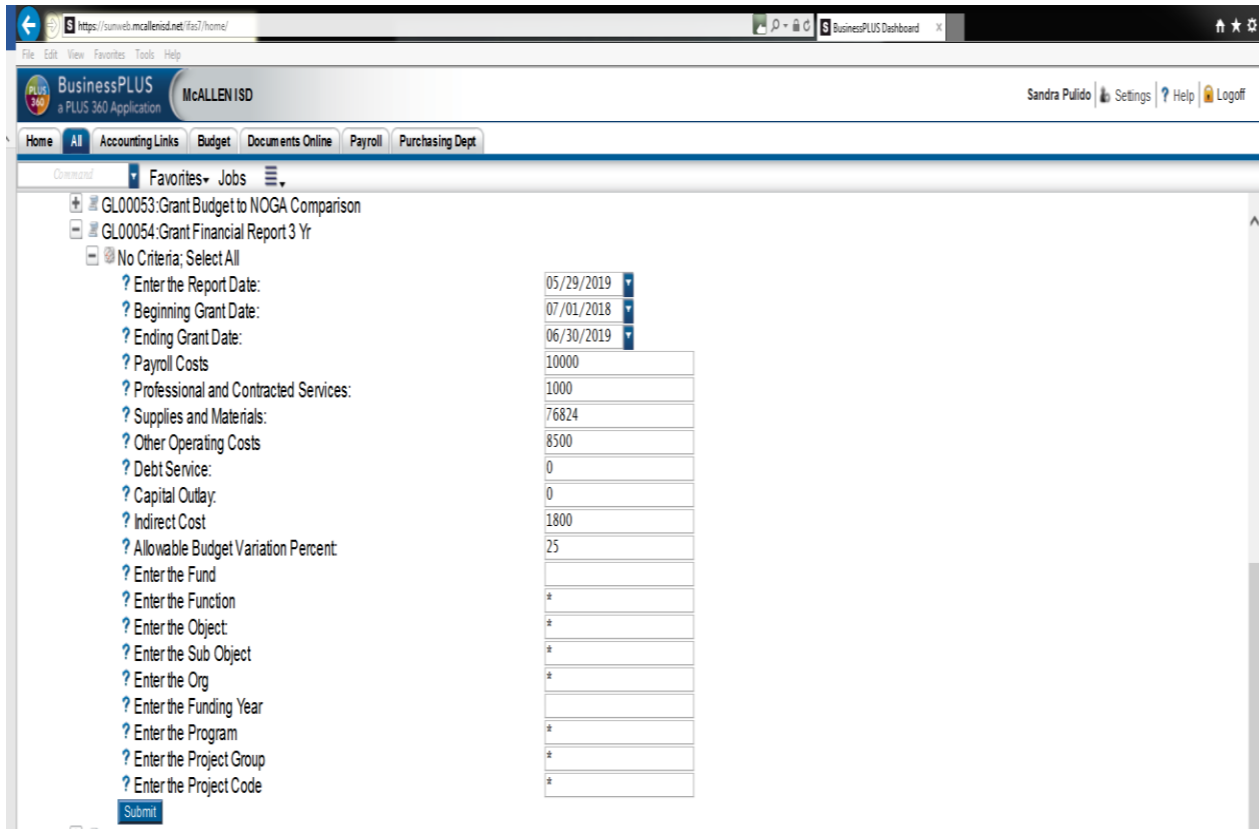 https://sunweb.mcallenisd.net/ifas7/home/
BusinessPLUS Dashboard x
File Edit View Favorites Tools Help
PLUS 360
BusinessPLUS
a PLUS 360 Application
McALLEN ISD
Sandra Pulido Settings ? Help Logoff
Home All Accounting Links Budget Documents Online Payroll Purchasing Dept
Command Favorites Jobs
GL00053:Grant Budget to NOGA Comparison
GL00054:Grant Financial Report 3 Yr
No Criteria; Select All
? Enter the Report Date: 05/29/2019
? Beginning Grant Date: 07/01/2018
? Ending Grant Date: 06/30/2019
? Payroll Costs 10000
? Professional and Contracted Services: 1000
? Supplies and Materials: 76824
? Other Operating Costs 8500
? Debt Service: 0
? Capital Outlay: 0
? Indirect Cost 1800
? Allowable Budget Variation Percent: 25
? Enter the Fund
? Enter the Function *
? Enter the Object: *
? Enter the Sub Object *
? Enter the Org *
? Enter the Funding Year
? Enter the Program *
? Enter the Project Group *
? Enter the Project Code *
Submit